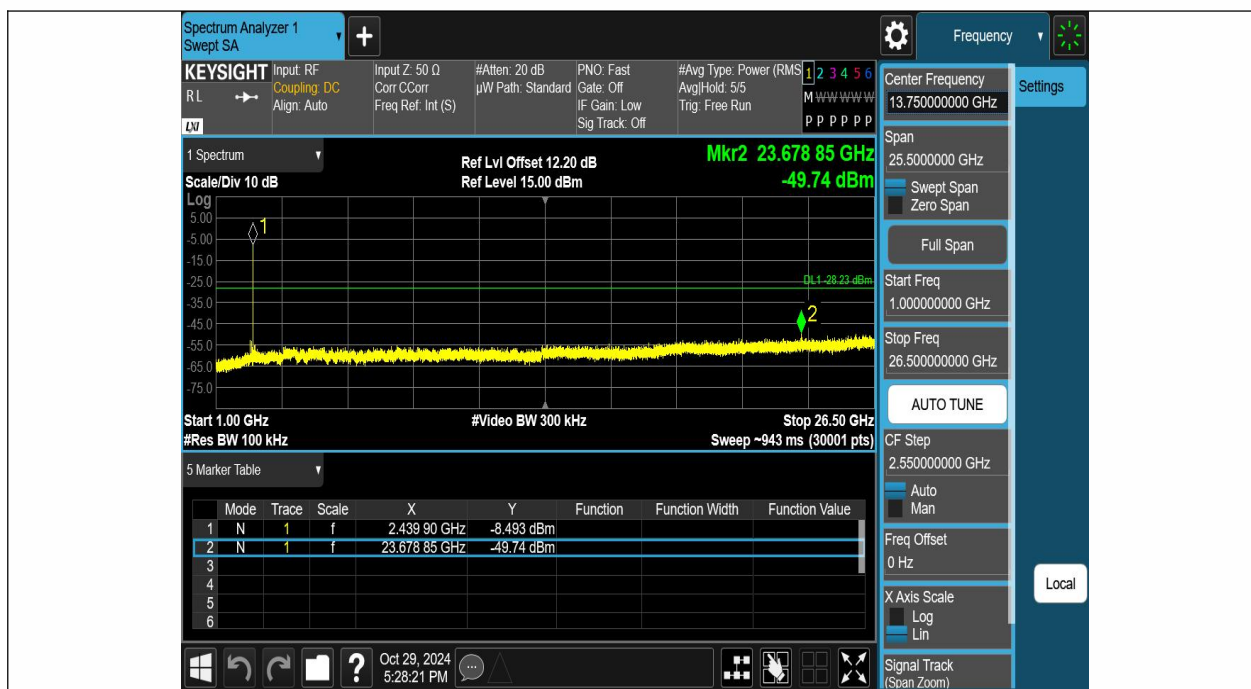 Spectrum Analyzer 1
Swept SA
+
Frequency
KEYSIGHT
R L
LXI
Input: RF
Coupling: DC
Align: Auto
Input Z: 50 Ω
Corr CCorr
Freq Ref: Int (S)
#Atten: 20 dB
µW Path: Standard
PNO: Fast
Gate: Off
IF Gain: Low
Sig Track: Off
#Avg Type: Power (RMS
Avg|Hold: 5/5
Trig: Free Run
1 2 3 4 5 6
M W W W W W
P P P P P P
1 Spectrum
Scale/Div 10 dB
Ref Lvl Offset 12.20 dB
Ref Level 15.00 dBm
Mkr2 23.678 85 GHz
-49.74 dBm
Log
5.00
-5.00
-15.0
-25.0
-35.0
-45.0
-55.0
-65.0
-75.0
1
DL1 -28.23 dBm
2
Start 1.00 GHz
#Video BW 300 kHz
Stop 26.50 GHz
#Res BW 100 kHz
Sweep ~943 ms (30001 pts)
5 Marker Table
Mode Trace Scale X Y Function Function Width Function Value
1 N 1 f 2.439 90 GHz -8.493 dBm
2 N 1 f 23.678 85 GHz -49.74 dBm
3
4
5
6
?
Oct 29, 2024
5:28:21 PM
Center Frequency
13.750000000 GHz
Settings
Span
25.5000000 GHz
Swept Span
Zero Span
Full Span
Start Freq
1.000000000 GHz
Stop Freq
26.500000000 GHz
AUTO TUNE
CF Step
2.550000000 GHz
Auto
Man
Freq Offset
0 Hz
Local
X Axis Scale
Log
Lin
Signal Track
(Span Zoom)